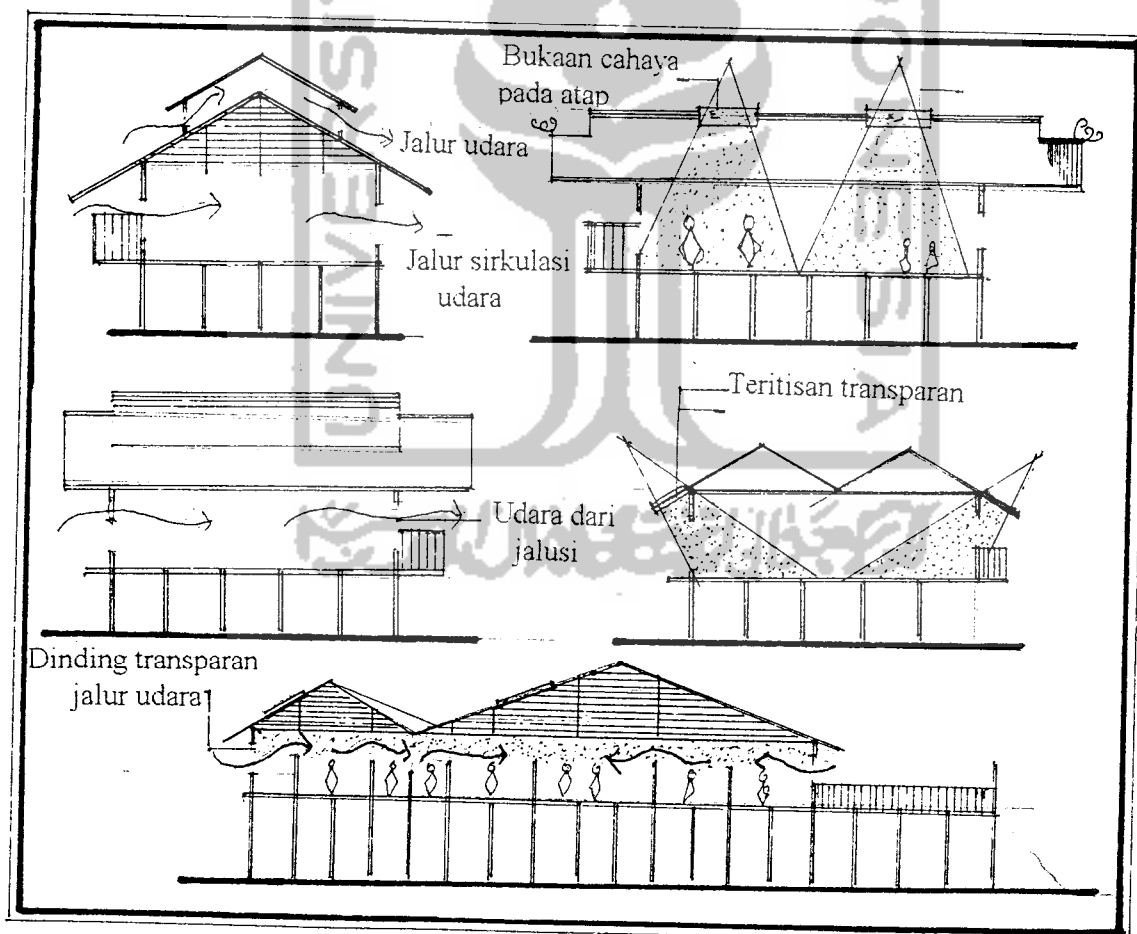 Bukaan cahaya
pada atap
Jalur udara
Jalur sirkulasi
udara
Teritisan transparan
Udara dari
jalusi
Dinding transparan
jalur udara